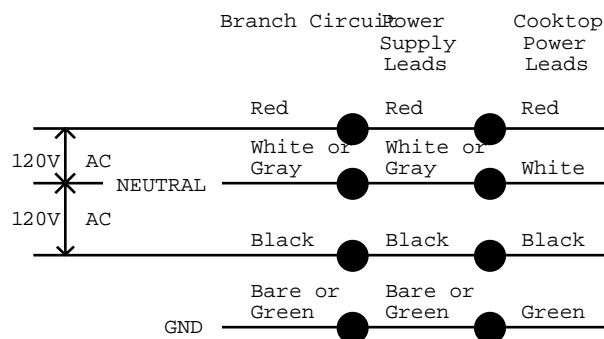 Branch Circuit Power Supply Leads Cooktop Power Leads
Red Red Red
120V AC
White or Gray White or Gray White
NEUTRAL
120V AC
Black Black Black
Bare or Green Bare or Green Green
GND